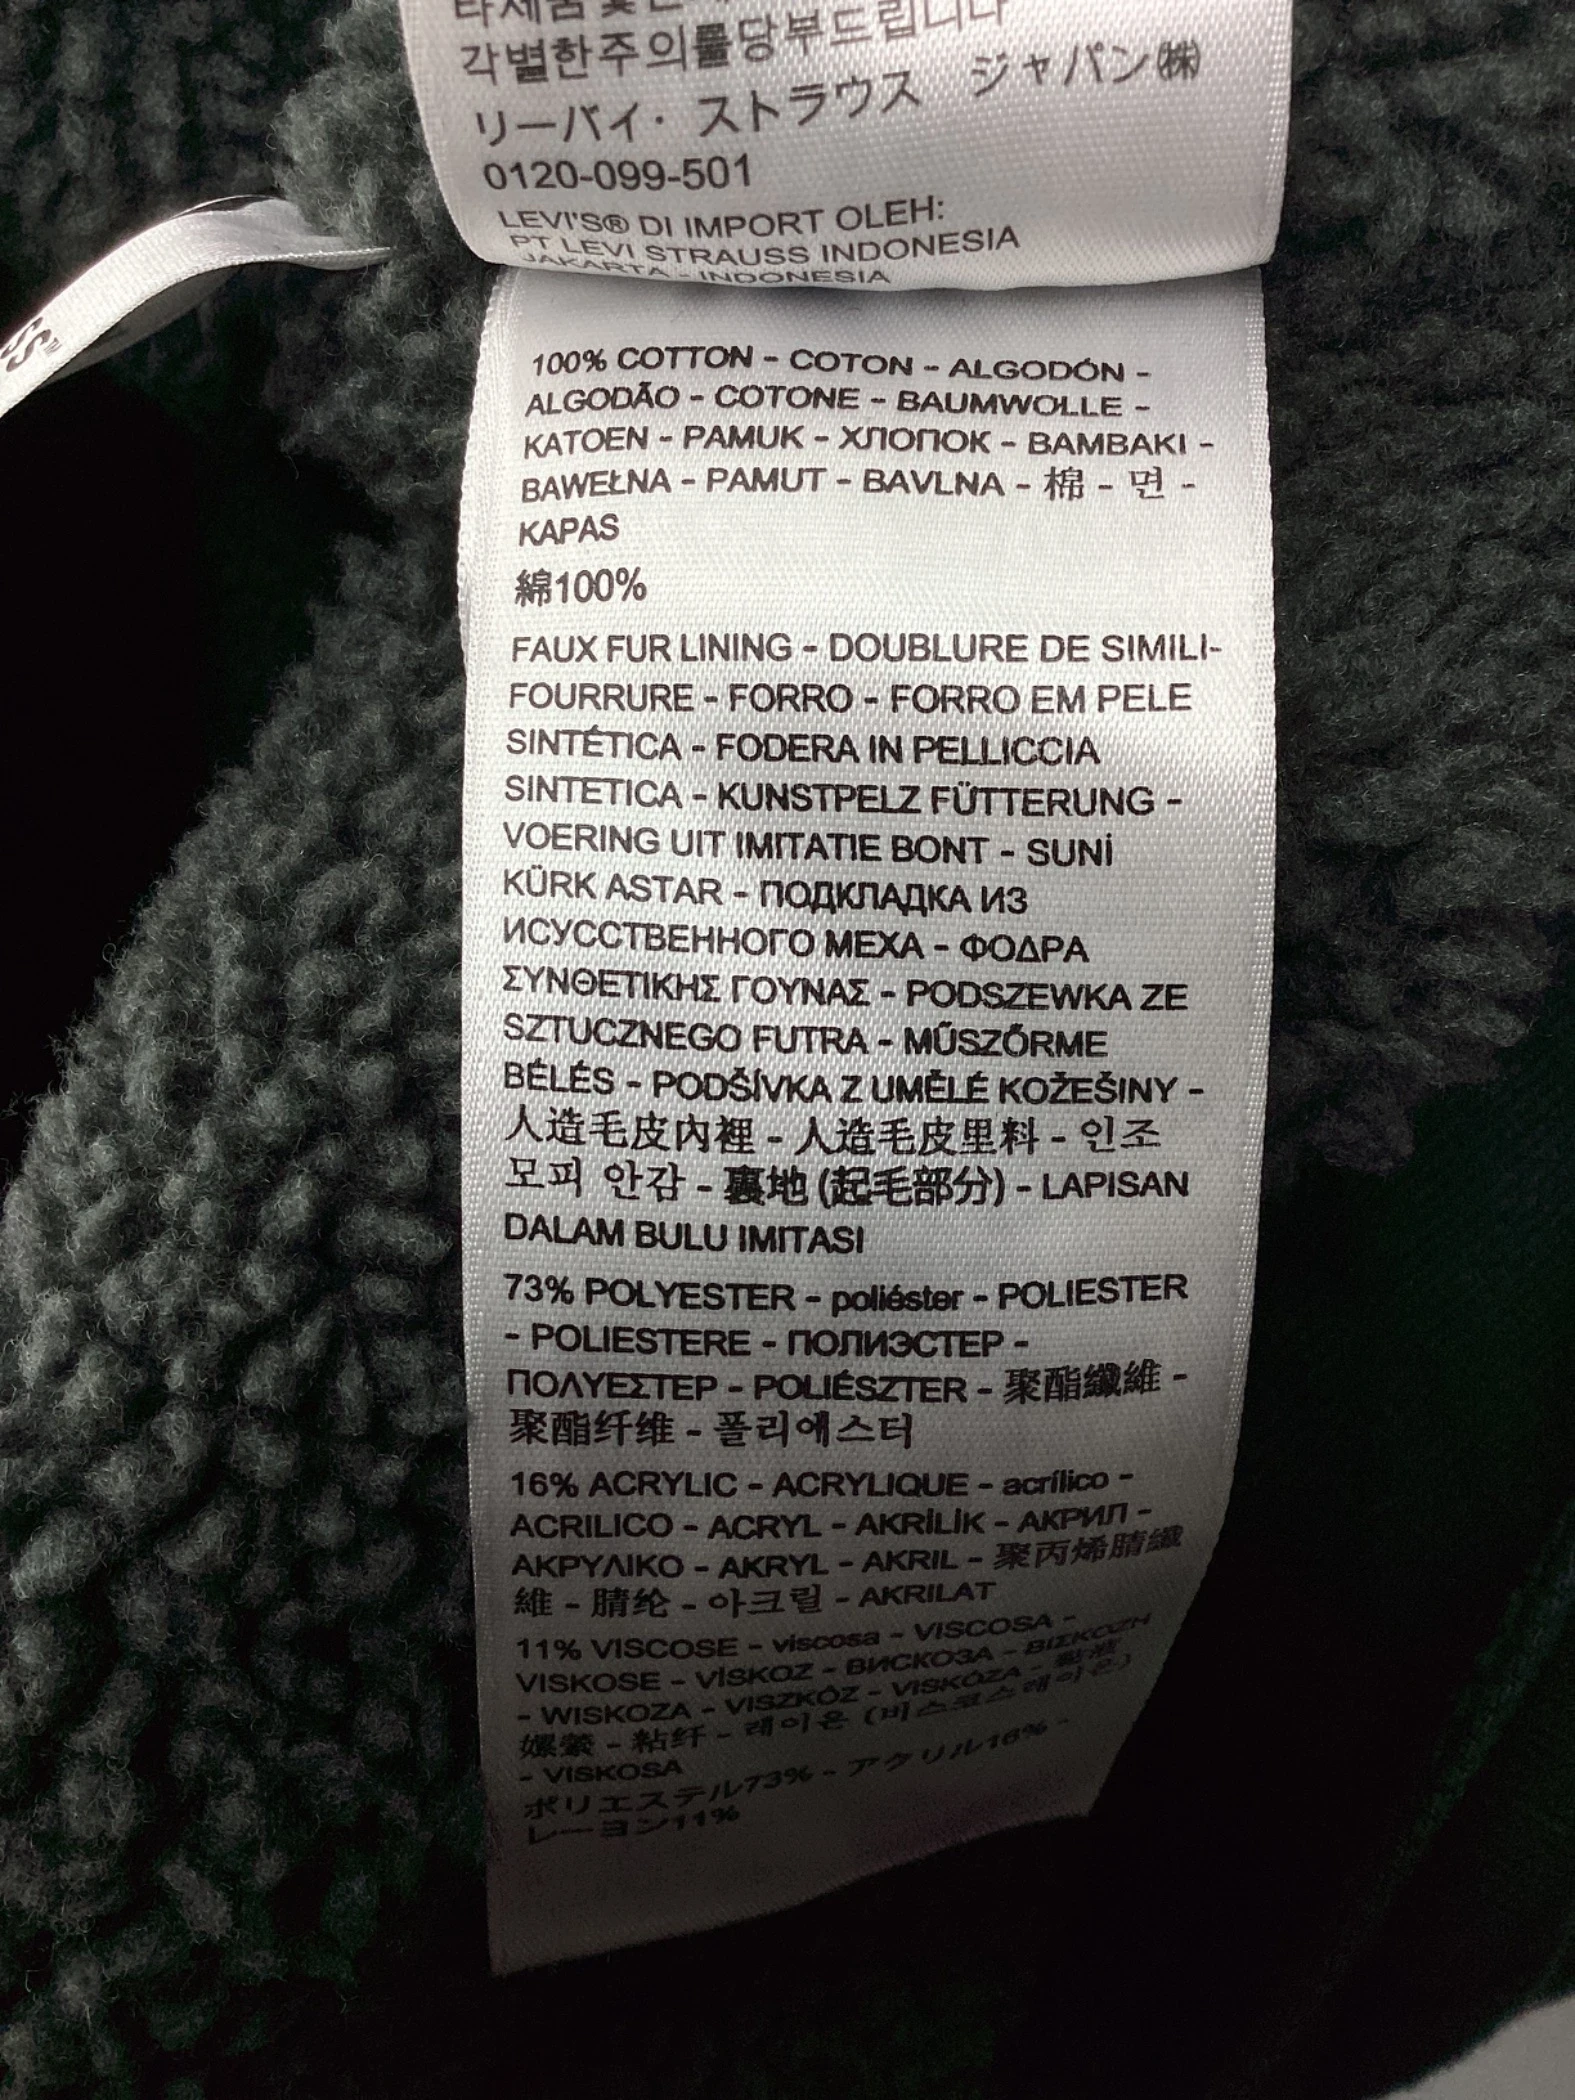 각별한주의를당부드립니다
リーバイ・ストラウス ジャパン㈱
0120-099-501
LEVI'S® DI IMPORT OLEH:
PT LEVI STRAUSS INDONESIA
JAKARTA - INDONESIA
SS™
100% COTTON - COTON - ALGODÓN -
ALGODÃO - COTONE - BAUMWOLLE -
KATOEN - PAMUK - ХЛОПОК - BAMBAKI -
BAWEŁNA - PAMUT - BAVLNA - 棉 - 면 -
KAPAS
綿100%
FAUX FUR LINING - DOUBLURE DE SIMILI-
FOURRURE - FORRO - FORRO EM PELE
SINTÉTICA - FODERA IN PELLICCIA
SINTETICA - KUNSTPELZ FÜTTERUNG -
VOERING UIT IMITATIE BONT - SUNİ
KÜRK ASTAR - ПОДКЛАДКА ИЗ
ИСУССТВЕННОГО МЕХА - ΦΟΔΡΑ
ΣΥΝΘΕΤΙΚΗΣ ΓΟΥΝΑΣ - PODSZEWKA ZE
SZTUCZNEGO FUTRA - MŰSZŐRME
BÉLÉS - PODŠÍVKA Z UMĚLÉ KOŽEŠINY -
人造毛皮內裡 - 人造毛皮里料 - 인조
모피 안감 - 裏地 (起毛部分) - LAPISAN
DALAM BULU IMITASI
73% POLYESTER - poliéster - POLIESTER
- POLIESTERE - ПОЛИЭСТЕР -
ΠΟΛΥΕΣΤΕΡ - POLIÉSZTER - 聚酯纖維 -
聚酯纤维 - 폴리에스터
16% ACRYLIC - ACRYLIQUE - acrílico -
ACRILICO - ACRYL - AKRİLİK - АКРИЛ -
ΑΚΡΥΛΙΚΟ - AKRYL - AKRIL - 聚丙烯腈纖
維 - 腈纶 - 아크릴 - AKRILAT
11% VISCOSE - viscosa - VISCOSA -
VISKOSE - VİSKOZ - ВИСКОЗА - ΒΙΣΚΟΖΗ
- WISKOZA - VISZKÓZ - VISKÓZA - 黏液
嫘縈 - 粘纤 - 레이온 (비스코스레이온)
- VISKOSA
ポリエステル73% - アクリル16% -
レーヨン11%